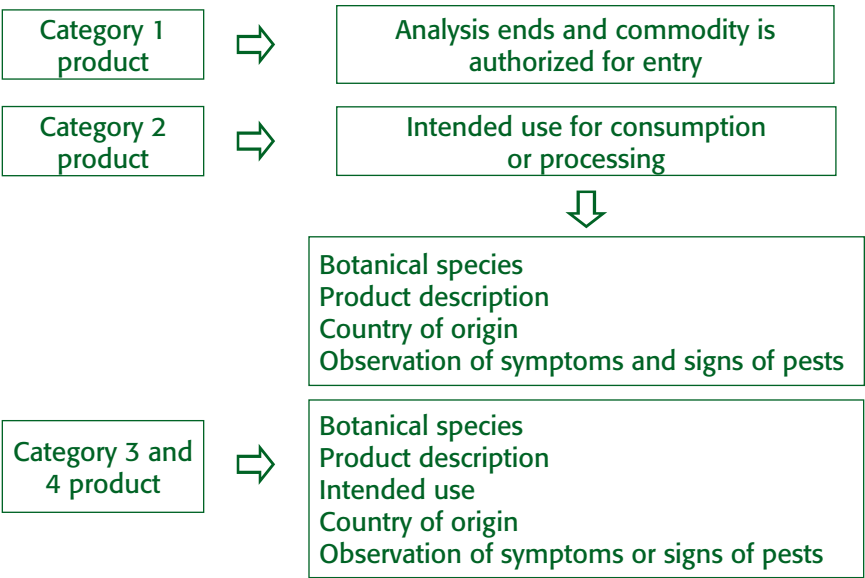 Category 1
product
Analysis ends and commodity is
authorized for entry
Category 2
product
Intended use for consumption
or processing
Botanical species
Product description
Country of origin
Observation of symptoms and signs of pests
Category 3 and
4 product
Botanical species
Product description
Intended use
Country of origin
Observation of symptoms or signs of pests